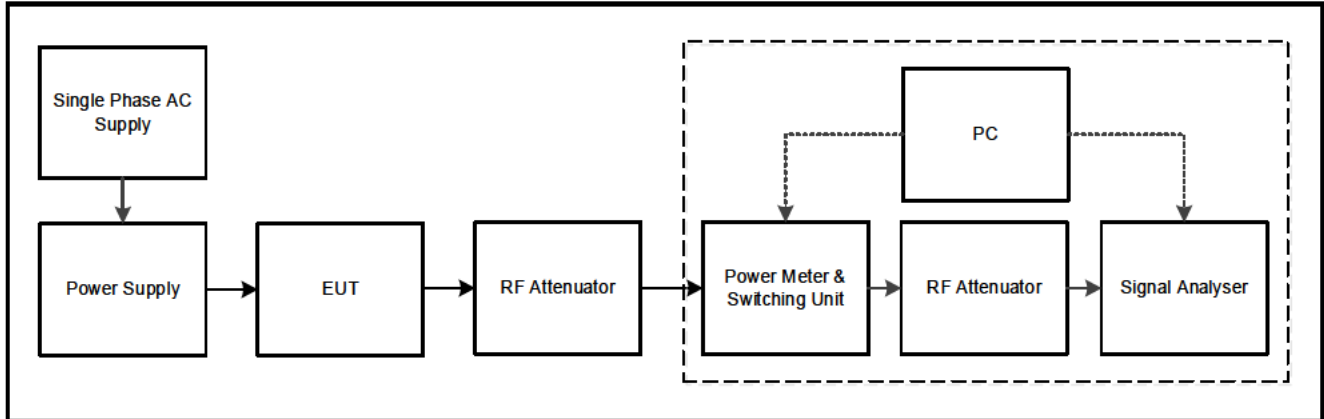 Single Phase AC
Supply
PC
Power Supply
EUT
RF Attenuator
Power Meter &
Switching Unit
RF Attenuator
Signal Analyser